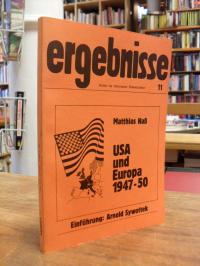 ergebnisse
11
Matthias Naß
USA
und
Europa
1947-50
Einführung: Arnold Sywottek